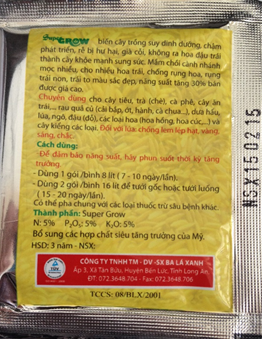 SuperGROW biến cây trồng suy dinh dưỡng, chậm
phát triển, rễ bị hư hại, già cỗi, không ra hoa đậu trái
thành cây khỏe mạnh sung sức. Mầm chồi cành nhánh
mọc nhiều, cho nhiều hoa trái, chống rụng hoa, rụng
trái non, trái to màu sắc đẹp, năng suất tăng 30% bán
được giá cao.
Chuyên dùng cho cây tiêu, trà (chè), cà phê, cây ăn
trái,... rau quả củ (cải bắp, ớt, hành, cà chua...), dưa hấu,
lúa, ngô, đậu (đỗ), các loại hoa (hoa hồng, hoa cúc...) và
cây kiểng các loại. Đối với lúa: chống lem lép hạt, vàng,
sáng, chắc.
Cách dùng:
Để đảm bảo năng suất, hãy phun suốt thời kỳ tăng
trưởng.
- Dùng 1 gói/bình 8 lít ( 7 -10 ngày/lần).
- Dùng 2 gói/bình 16 lít để tưới gốc hoặc tưới luống
( 15 - 20 ngày/lần).
Có thể pha chung với các loại thuốc trừ sâu bệnh khác.
Thành phần: Super Grow
N: 5% P₂O₅: 5% K₂O: 5%
Bổ sung các hợp chất siêu tăng trưởng của Mỹ.
HSD: 3 năm - NSX:
CÔNG TY TNHH TM - DV -SX BA LÁ XANH
Ấp 3, Xã Tân Bửu, Huyện Bến Lức, Tỉnh Long An
ĐT: 072.3648.704 - Fax: 072.3648.706
TCCS: 08/BLX/2001
NSX150215